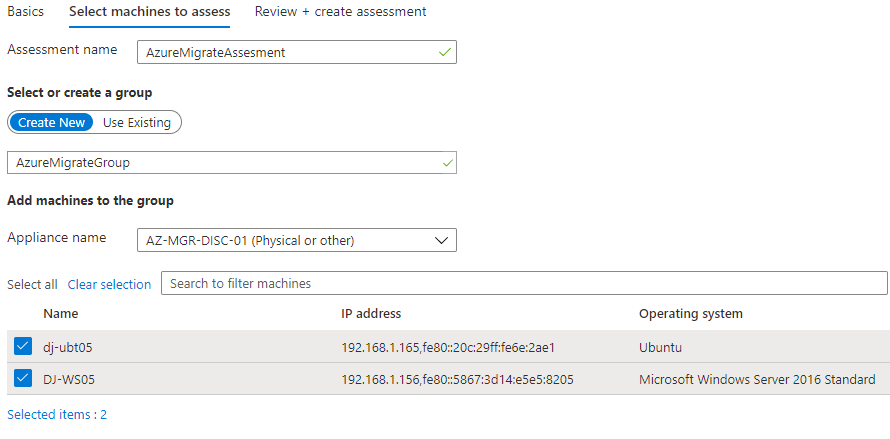 Basics Select machines to assess Review + create assessment
Assessment name AzureMigrateAssesment
Select or create a group
Create New Use Existing
AzureMigrateGroup
Add machines to the group
Appliance name AZ-MGR-DISC-01 (Physical or other)
Select all Clear selection Search to filter machines
Name IP address Operating system
dj-ubt05 192.168.1.165,fe80::20c:29ff:fe6e:2ae1 Ubuntu
DJ-WS05 192.168.1.156,fe80::5867:3d14:e5e5:8205 Microsoft Windows Server 2016 Standard
Selected items : 2